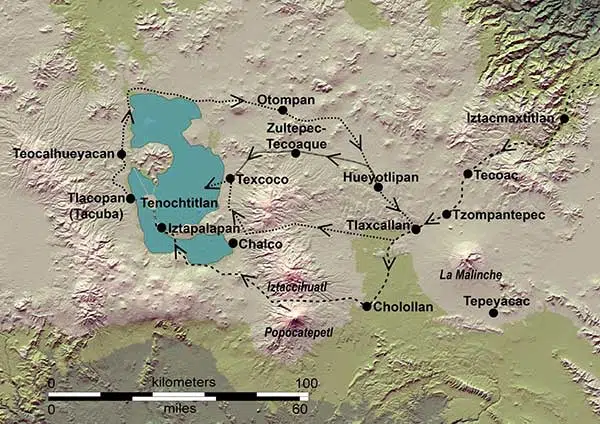 Otompan
Iztacmaxtitlan
Zultepec-
Tecoaque
Teocalhueyacan
Tecoac
Texcoco
Hueyotlipan
Tlacopan
(Tacuba)
Tenochtitlan
Tzompantepec
Iztapalapan
Tlaxcallan
Chalco
La Malinche
Iztaccihuatl
Tepeyacac
Cholollan
Popocatepetl
kilometers
0
100
miles
0
60